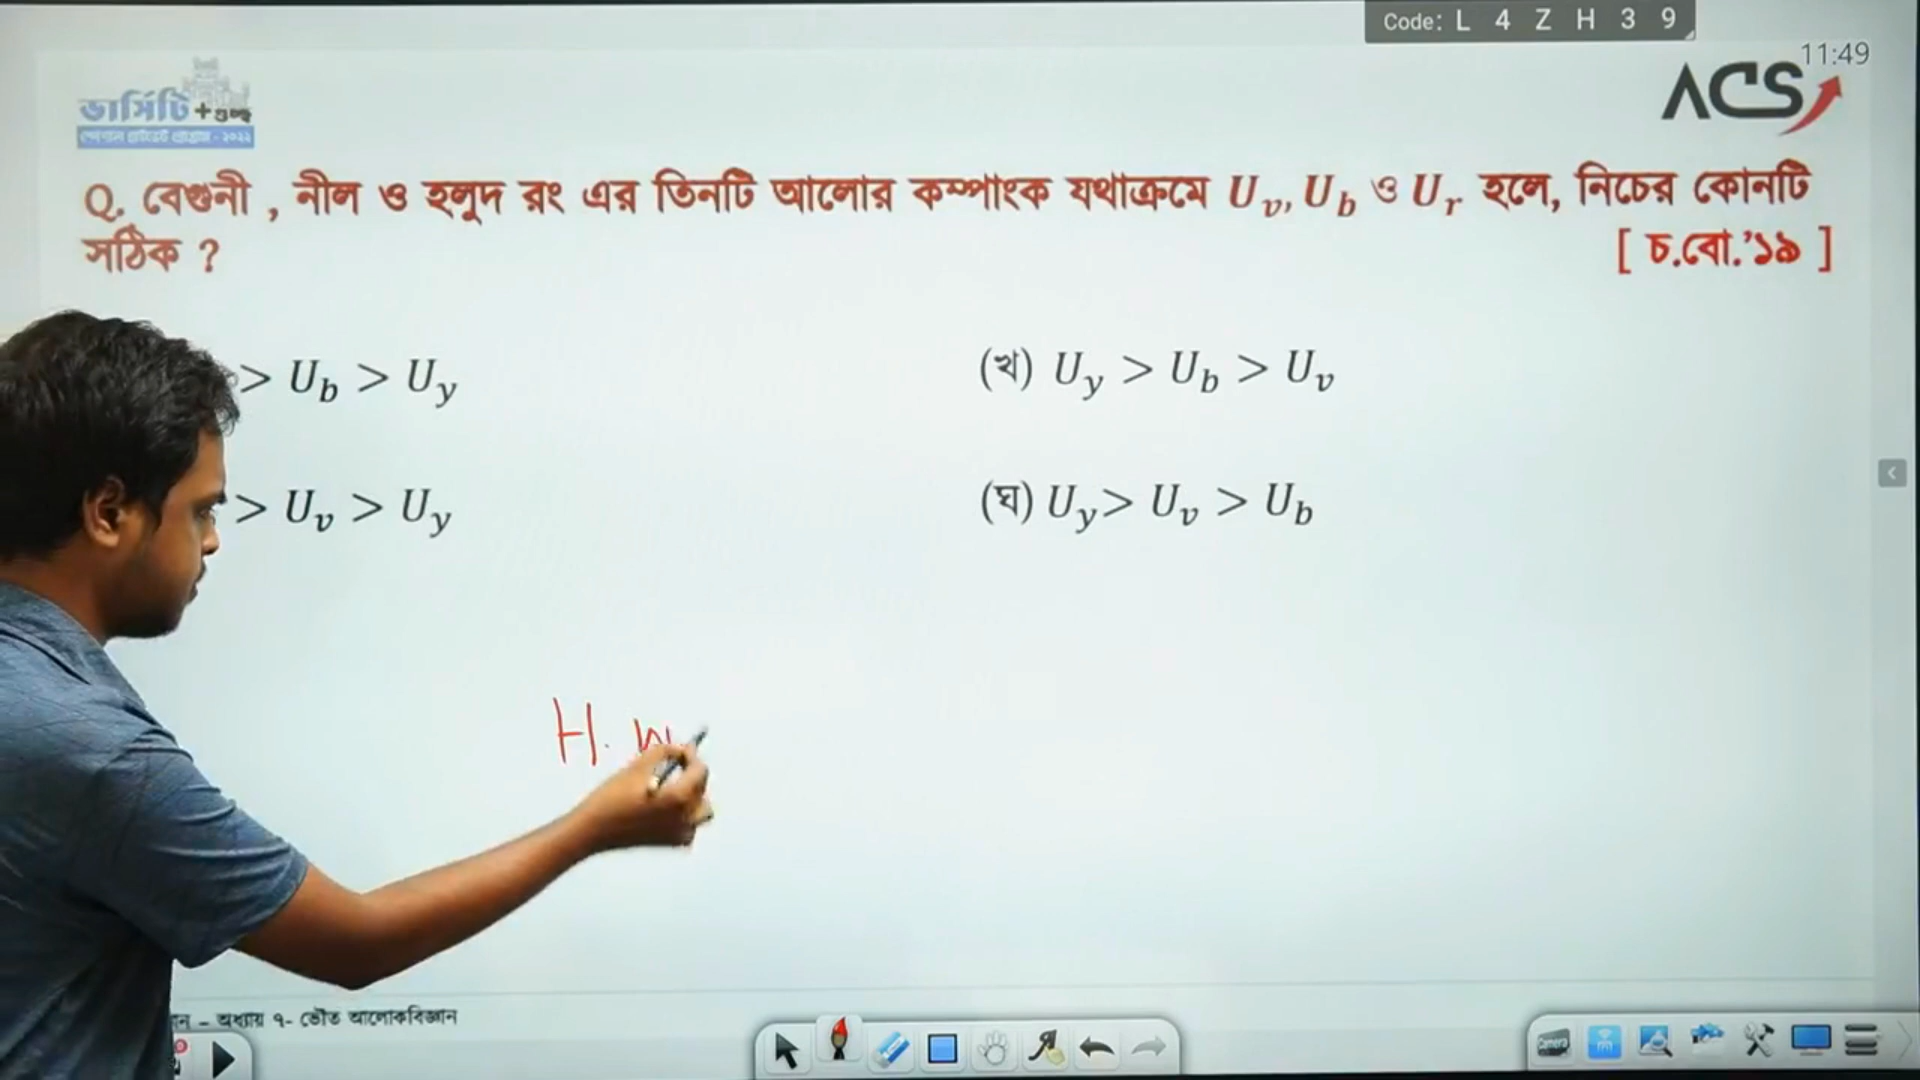 Code: L 4 Z H 3 9
11:49
ভার্সিটি +গুচ্ছ
ACS
Q. বেগুনী , নীল ও হলুদ রং এর তিনটি আলোর কম্পাংক যথাক্রমে U_v, U_b ও U_r হলে, নিচের কোনটি
সঠিক ? [ চ.বো.'১৯ ]
> U_b > U_y
(খ) U_y > U_b > U_v
> U_v > U_y
(ঘ) U_y > U_v > U_b
H. W
– অধ্যায় ৭- ভৌত আলোকবিজ্ঞান
Camera